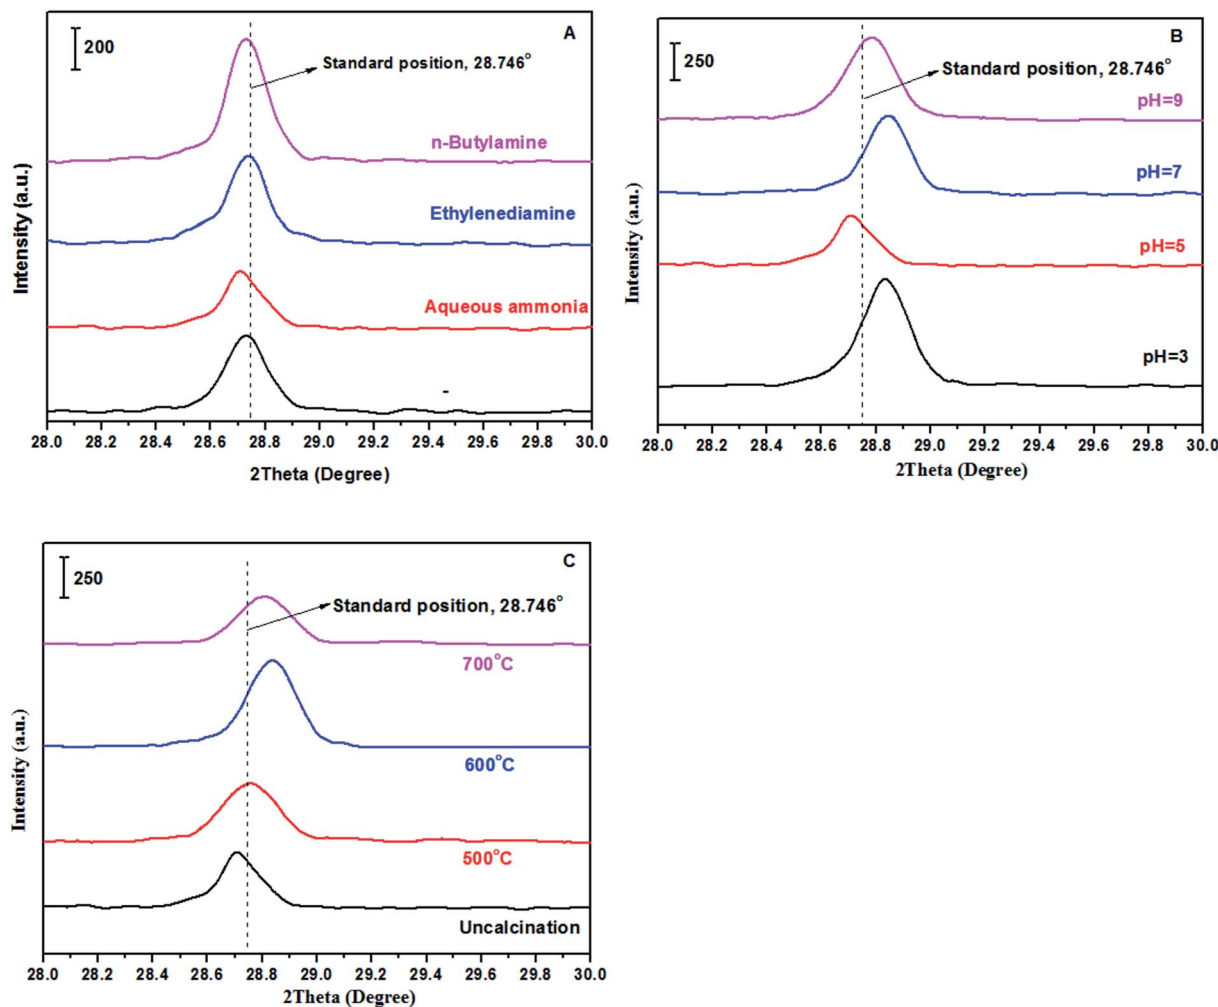 A
200
Standard position, 28.746°
n-Butylamine
Ethylenediamine
Aqueous ammonia
-
Intensity (a.u.)
28.0 28.2 28.4 28.6 28.8 29.0 29.2 29.4 29.6 29.8 30.0
2Theta (Degree)
B
250
Standard position, 28.746°
pH=9
pH=7
pH=5
pH=3
Intensity (a.u.)
28.0 28.2 28.4 28.6 28.8 29.0 29.2 29.4 29.6 29.8 30.0
2Theta (Degree)
C
250
Standard position, 28.746°
700°C
600°C
500°C
Uncalcination
Intensity (a.u.)
28.0 28.2 28.4 28.6 28.8 29.0 29.2 29.4 29.6 29.8 30.0
2Theta (Degree)